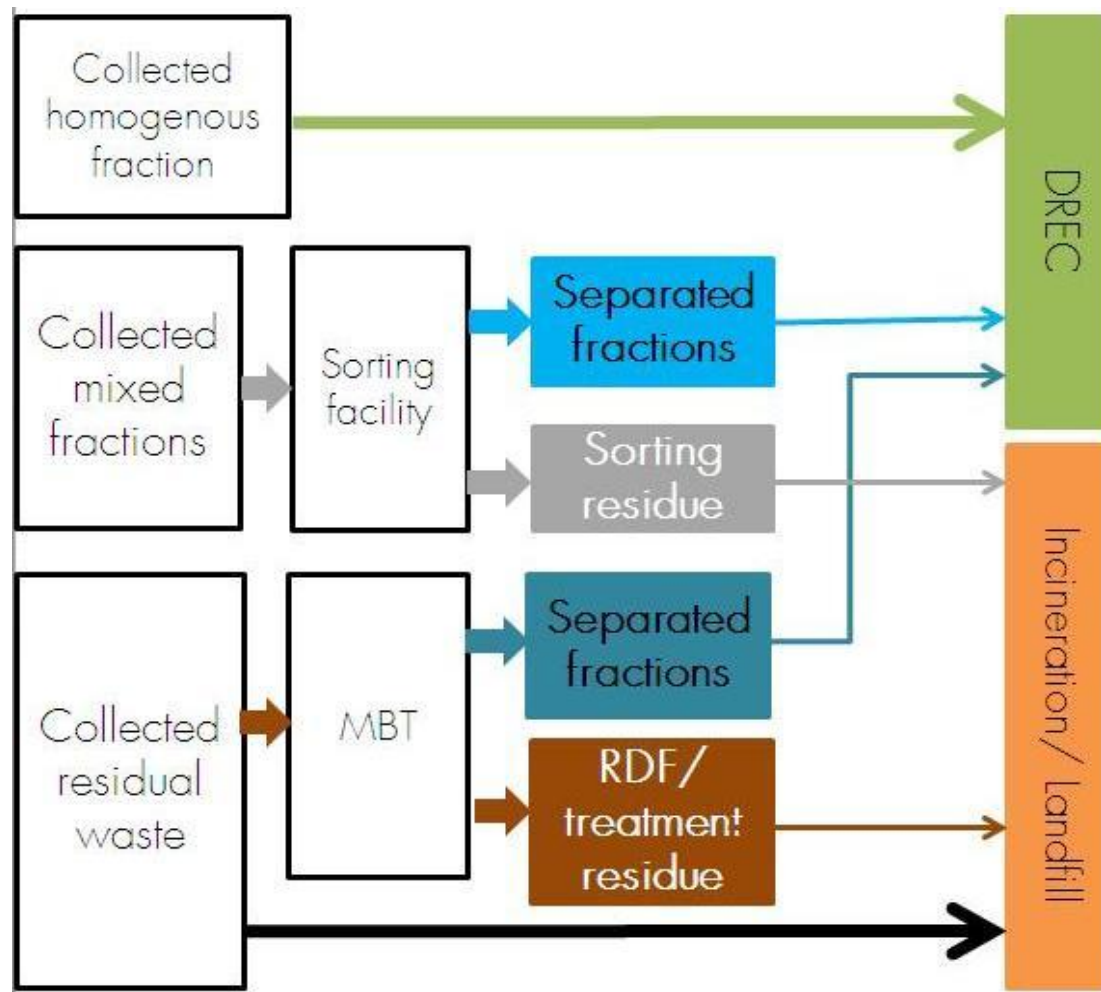 Collected
homogenous
fraction
DREC
Collected
mixed
fractions
Sorting
facility
Separated
fractions
Sorting
residue
Collected
residual
waste
MBT
Separated
fractions
RDF/
treatment
residue
Incineration/ Landfill